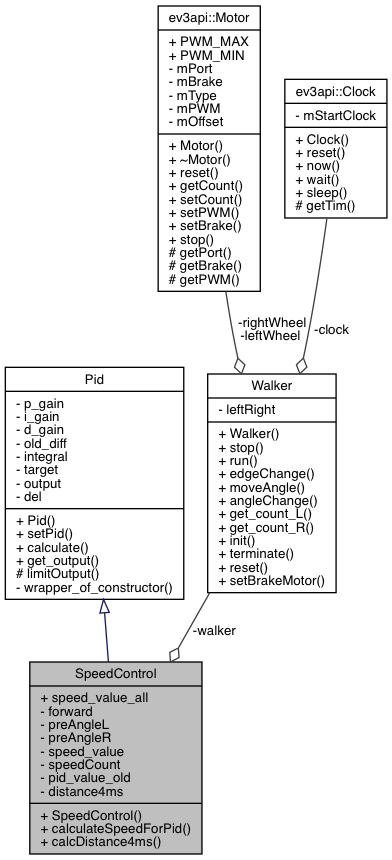 ev3api::Motor
+ PWM_MAX
+ PWM_MIN
- mPort
- mBrake
- mType
- mPWM
- mOffset
+ Motor()
+ ~Motor()
+ reset()
+ getCount()
+ setCount()
+ setPWM()
+ setBrake()
+ stop()
# getPort()
# getBrake()
# getPWM()
ev3api::Clock
- mStartClock
+ Clock()
+ reset()
+ now()
+ wait()
+ sleep()
# getTim()
-rightWheel
-leftWheel
-clock
Pid
- p_gain
- i_gain
- d_gain
- old_diff
- integral
- target
- output
- del
+ Pid()
+ setPid()
+ calculate()
+ get_output()
# limitOutput()
- wrapper_of_constructor()
Walker
- leftRight
+ Walker()
+ stop()
+ run()
+ edgeChange()
+ moveAngle()
+ angleChange()
+ get_count_L()
+ get_count_R()
+ init()
+ terminate()
+ reset()
+ setBrakeMotor()
-walker
SpeedControl
+ speed_value_all
- forward
- preAngleL
- preAngleR
- speed_value
- speedCount
- pid_value_old
- distance4ms
+ SpeedControl()
+ calculateSpeedForPid()
+ calcDistance4ms()